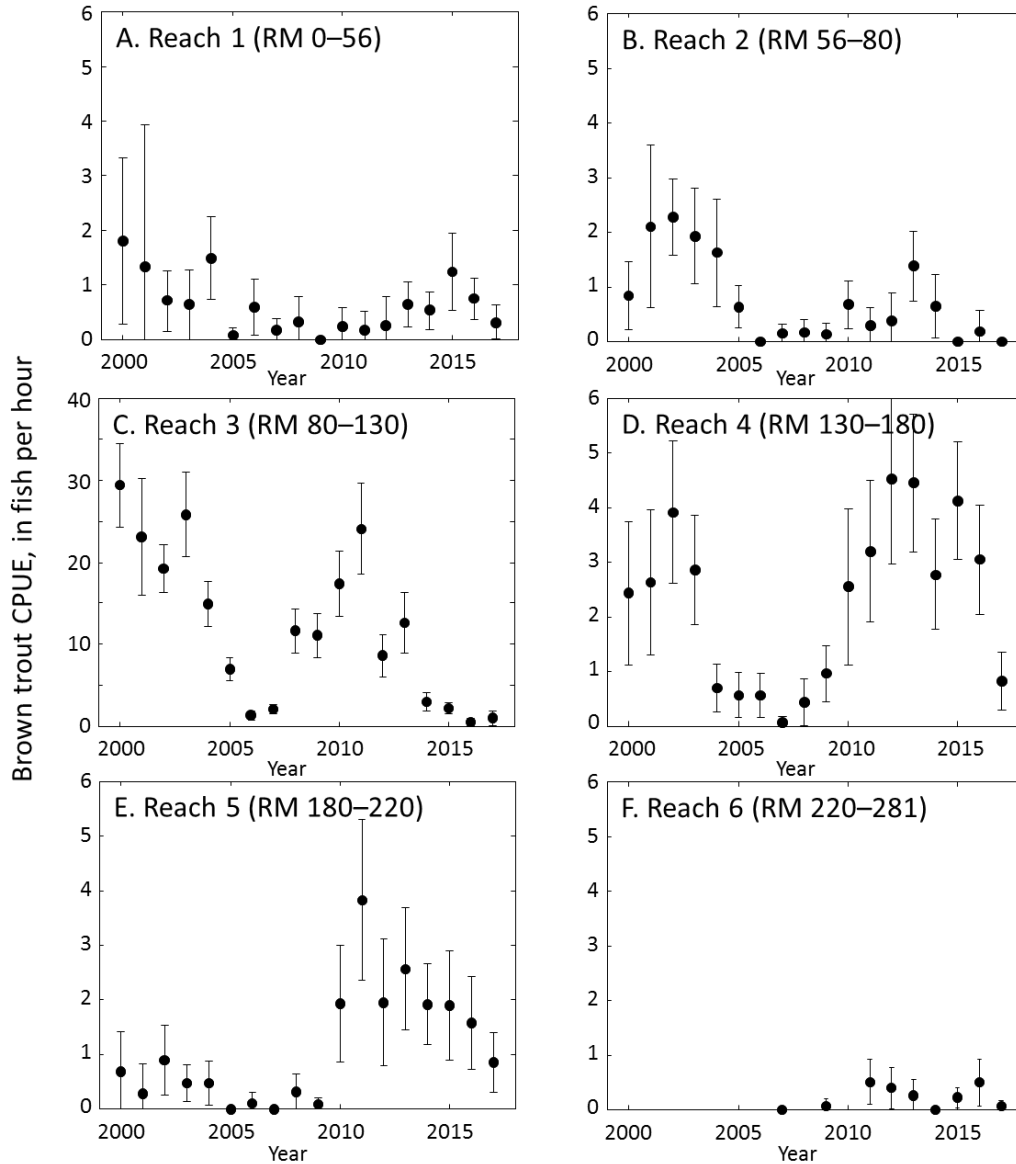 Brown trout CPUE, in fish per hour
A. Reach 1 (RM 0–56)
6
5
4
3
2
1
0
2000 2005 2010 2015
Year
B. Reach 2 (RM 56–80)
6
5
4
3
2
1
0
2000 2005 2010 2015
Year
C. Reach 3 (RM 80–130)
40
30
20
10
0
2000 2005 2010 2015
Year
D. Reach 4 (RM 130–180)
6
5
4
3
2
1
0
2000 2005 2010 2015
Year
E. Reach 5 (RM 180–220)
6
5
4
3
2
1
0
2000 2005 2010 2015
Year
F. Reach 6 (RM 220–281)
6
5
4
3
2
1
0
2000 2005 2010 2015
Year